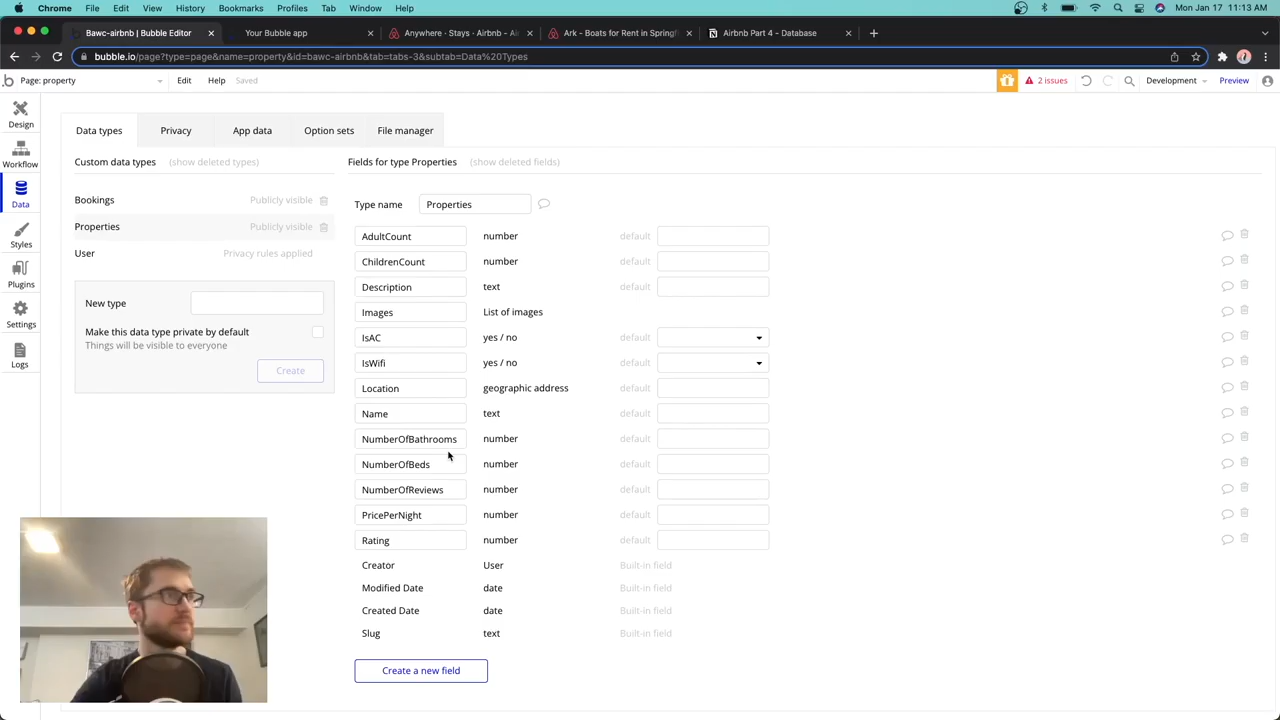 Chrome File Edit View History Bookmarks Profiles Tab Window Help Mon Jan 17 11:13 AM
Bawc-airbnb | Bubble Editor Your Bubble app Anywhere · Stays · Airbnb - Ai Ark - Boats for Rent in Springf Airbnb Part 4 - Database
bubble.io/page?type=page&name=property&id=bawc-airbnb&tab=tabs-3&subtab=Data%20Types
Page: property Edit Help Saved 2 issues Development Preview
Design
Workflow
Data
Styles
Plugins
Settings
Logs
Data types Privacy App data Option sets File manager
Custom data types (show deleted types)
Bookings Publicly visible
Properties Publicly visible
User Privacy rules applied
New type
Make this data type private by default
Things will be visible to everyone
Create
Fields for type Properties (show deleted fields)
Type name Properties
AdultCount number default
ChildrenCount number default
Description text default
Images List of images
IsAC yes / no default
IsWifi yes / no default
Location geographic address default
Name text default
NumberOfBathrooms number default
NumberOfBeds number default
NumberOfReviews number default
PricePerNight number default
Rating number default
Creator User Built-in field
Modified Date date Built-in field
Created Date date Built-in field
Slug text Built-in field
Create a new field